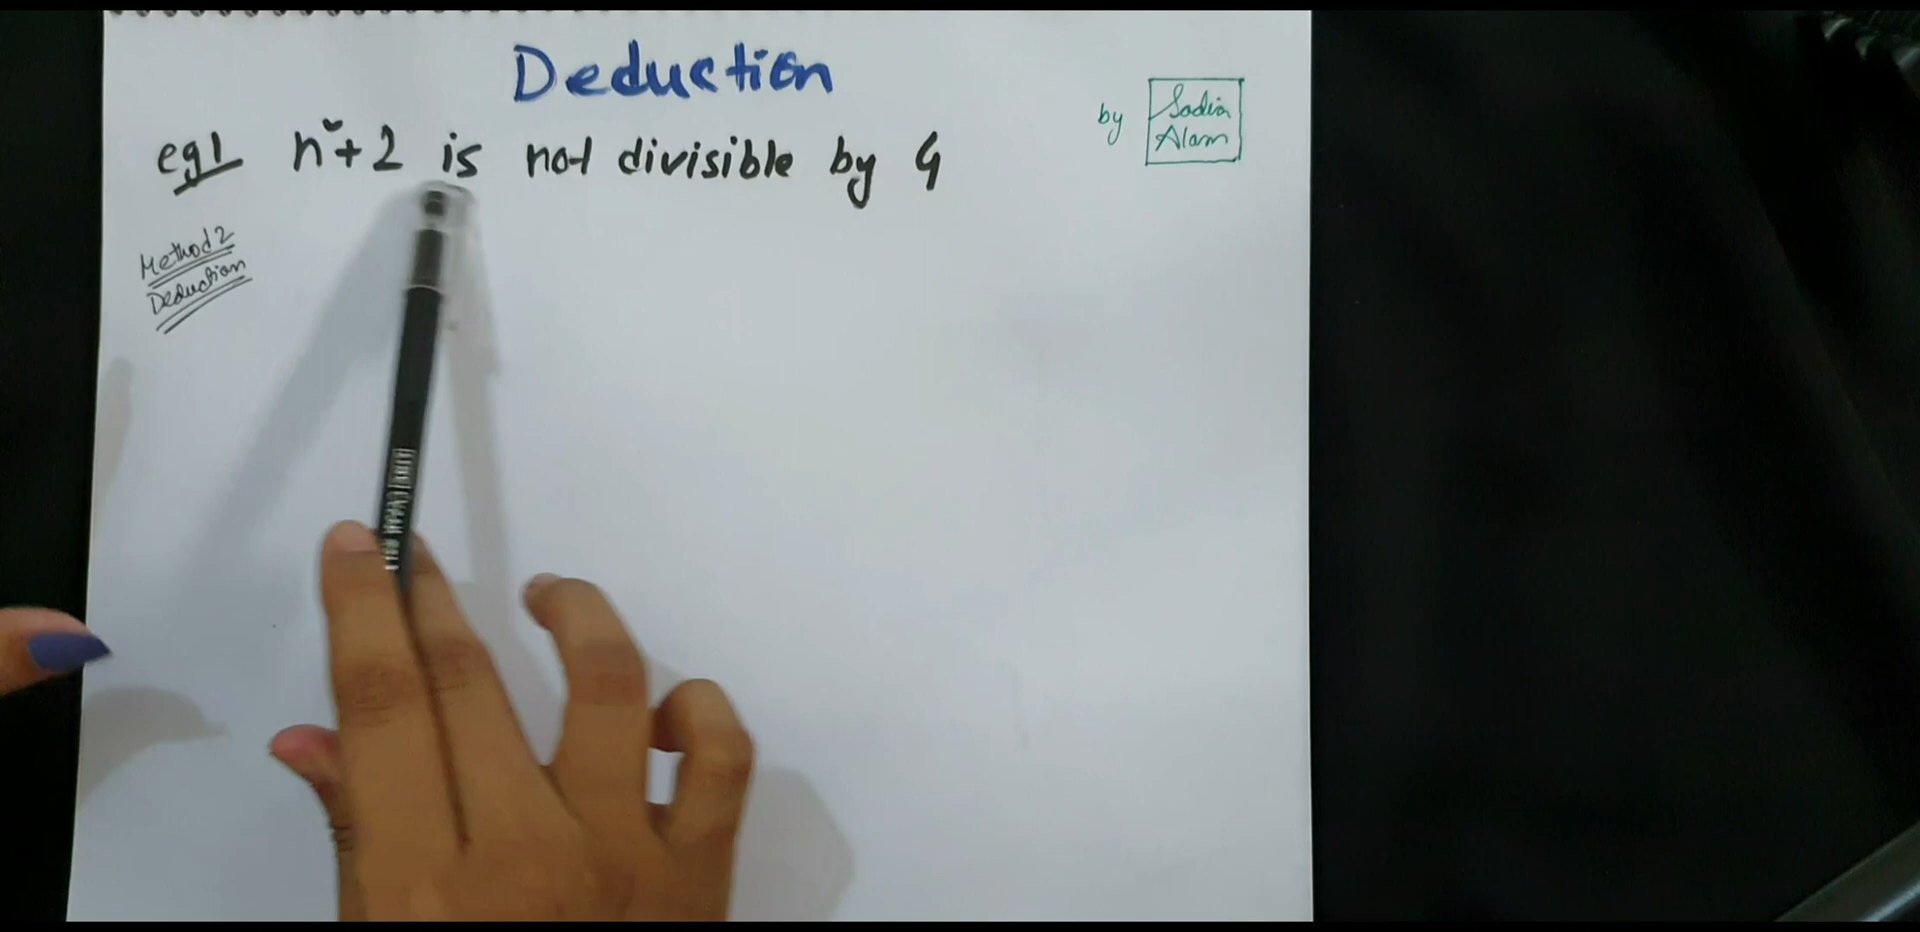 Deduction
by Sadia Alam
eg1 n²+2 is not divisible by 4
Method 2
Deduction